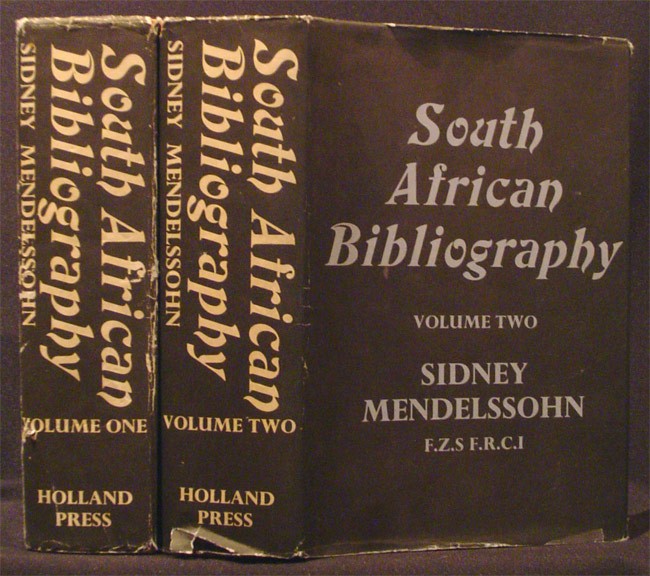 South African
Bibliography
SIDNEY MENDELSSOHN
VOLUME ONE
HOLLAND
PRESS
South African
Bibliography
SIDNEY MENDELSSOHN
VOLUME TWO
HOLLAND
PRESS
South
African
Bibliography
VOLUME TWO
SIDNEY
MENDELSSOHN
F.Z.S F.R.C.I